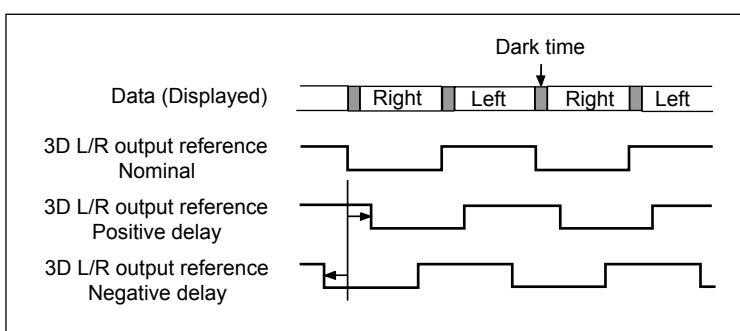 Dark time
Data (Displayed)
Right
Left
Right
Left
3D L/R output reference
Nominal
3D L/R output reference
Positive delay
3D L/R output reference
Negative delay